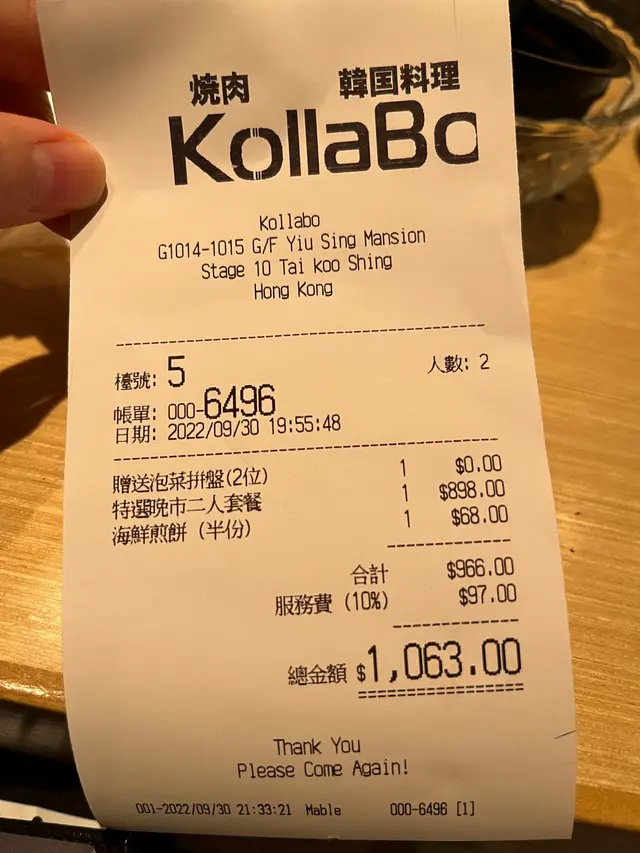 焼肉 韓国料理
KollaBo
Kollabo
G1014-1015 G/F Yiu Sing Mansion
Stage 10 Tai Koo Shing
Hong Kong
檯號: 5 人數: 2
帳單: 000-6496
日期: 2022/09/30 19:55:48
贈送泡菜拼盤(2位) 1 $0.00
特選晚市二人套餐 1 $898.00
海鮮煎餅 (半份) 1 $68.00
合計 $966.00
服務費 (10%) $97.00
總金額 $1,063.00
Thank You
Please Come Again!
001-2022/09/30 21:33:21 Mable 000-6496 [1]